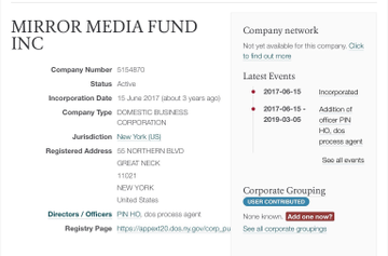 MIRROR MEDIA FUND
INC
Company Number 5154870
Status Active
Incorporation Date 15 June 2017 (about 3 years ago)
Company Type DOMESTIC BUSINESS
CORPORATION
Jurisdiction New York (US)
Registered Address 55 NORTHERN BLVD
GREAT NECK
11021
NEW YORK
United States
Directors / Officers PIN HO, dos process agent
Registry Page https://appext20.dos.ny.gov/corp_pu
Company network
Not yet available for this company. Click
to find out more
Latest Events
2017-06-15 Incorporated
2017-06-15 - Addition of
2019-03-05 officer PIN
HO, dos
process agent
See all events
Corporate Grouping
USER CONTRIBUTED
None known. Add one now?
See all corporate groupings